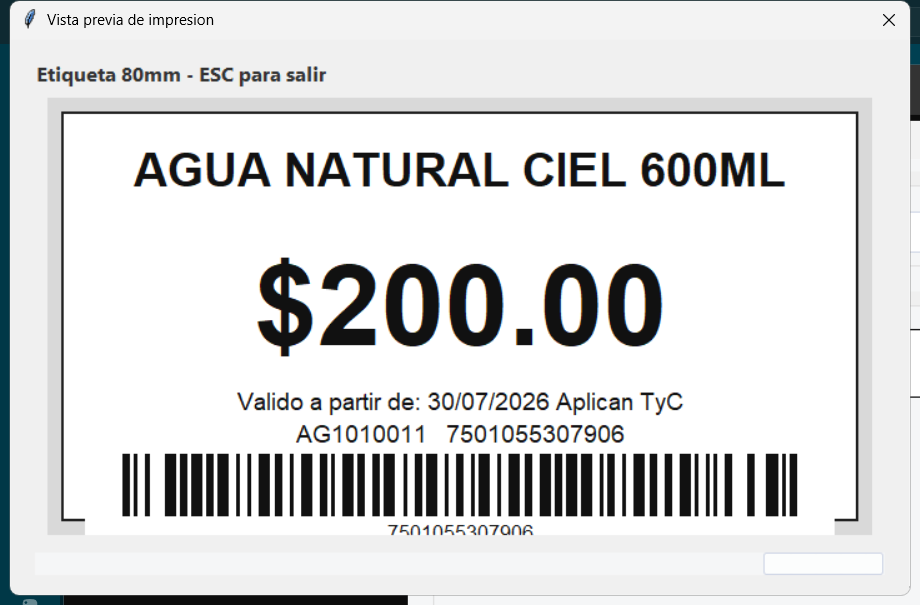 Vista previa de impresion
Etiqueta 80mm - ESC para salir
AGUA NATURAL CIEL 600ML
$200.00
Valido a partir de: 30/07/2026 Aplican TyC
AG1010011 7501055307906
7501055307906